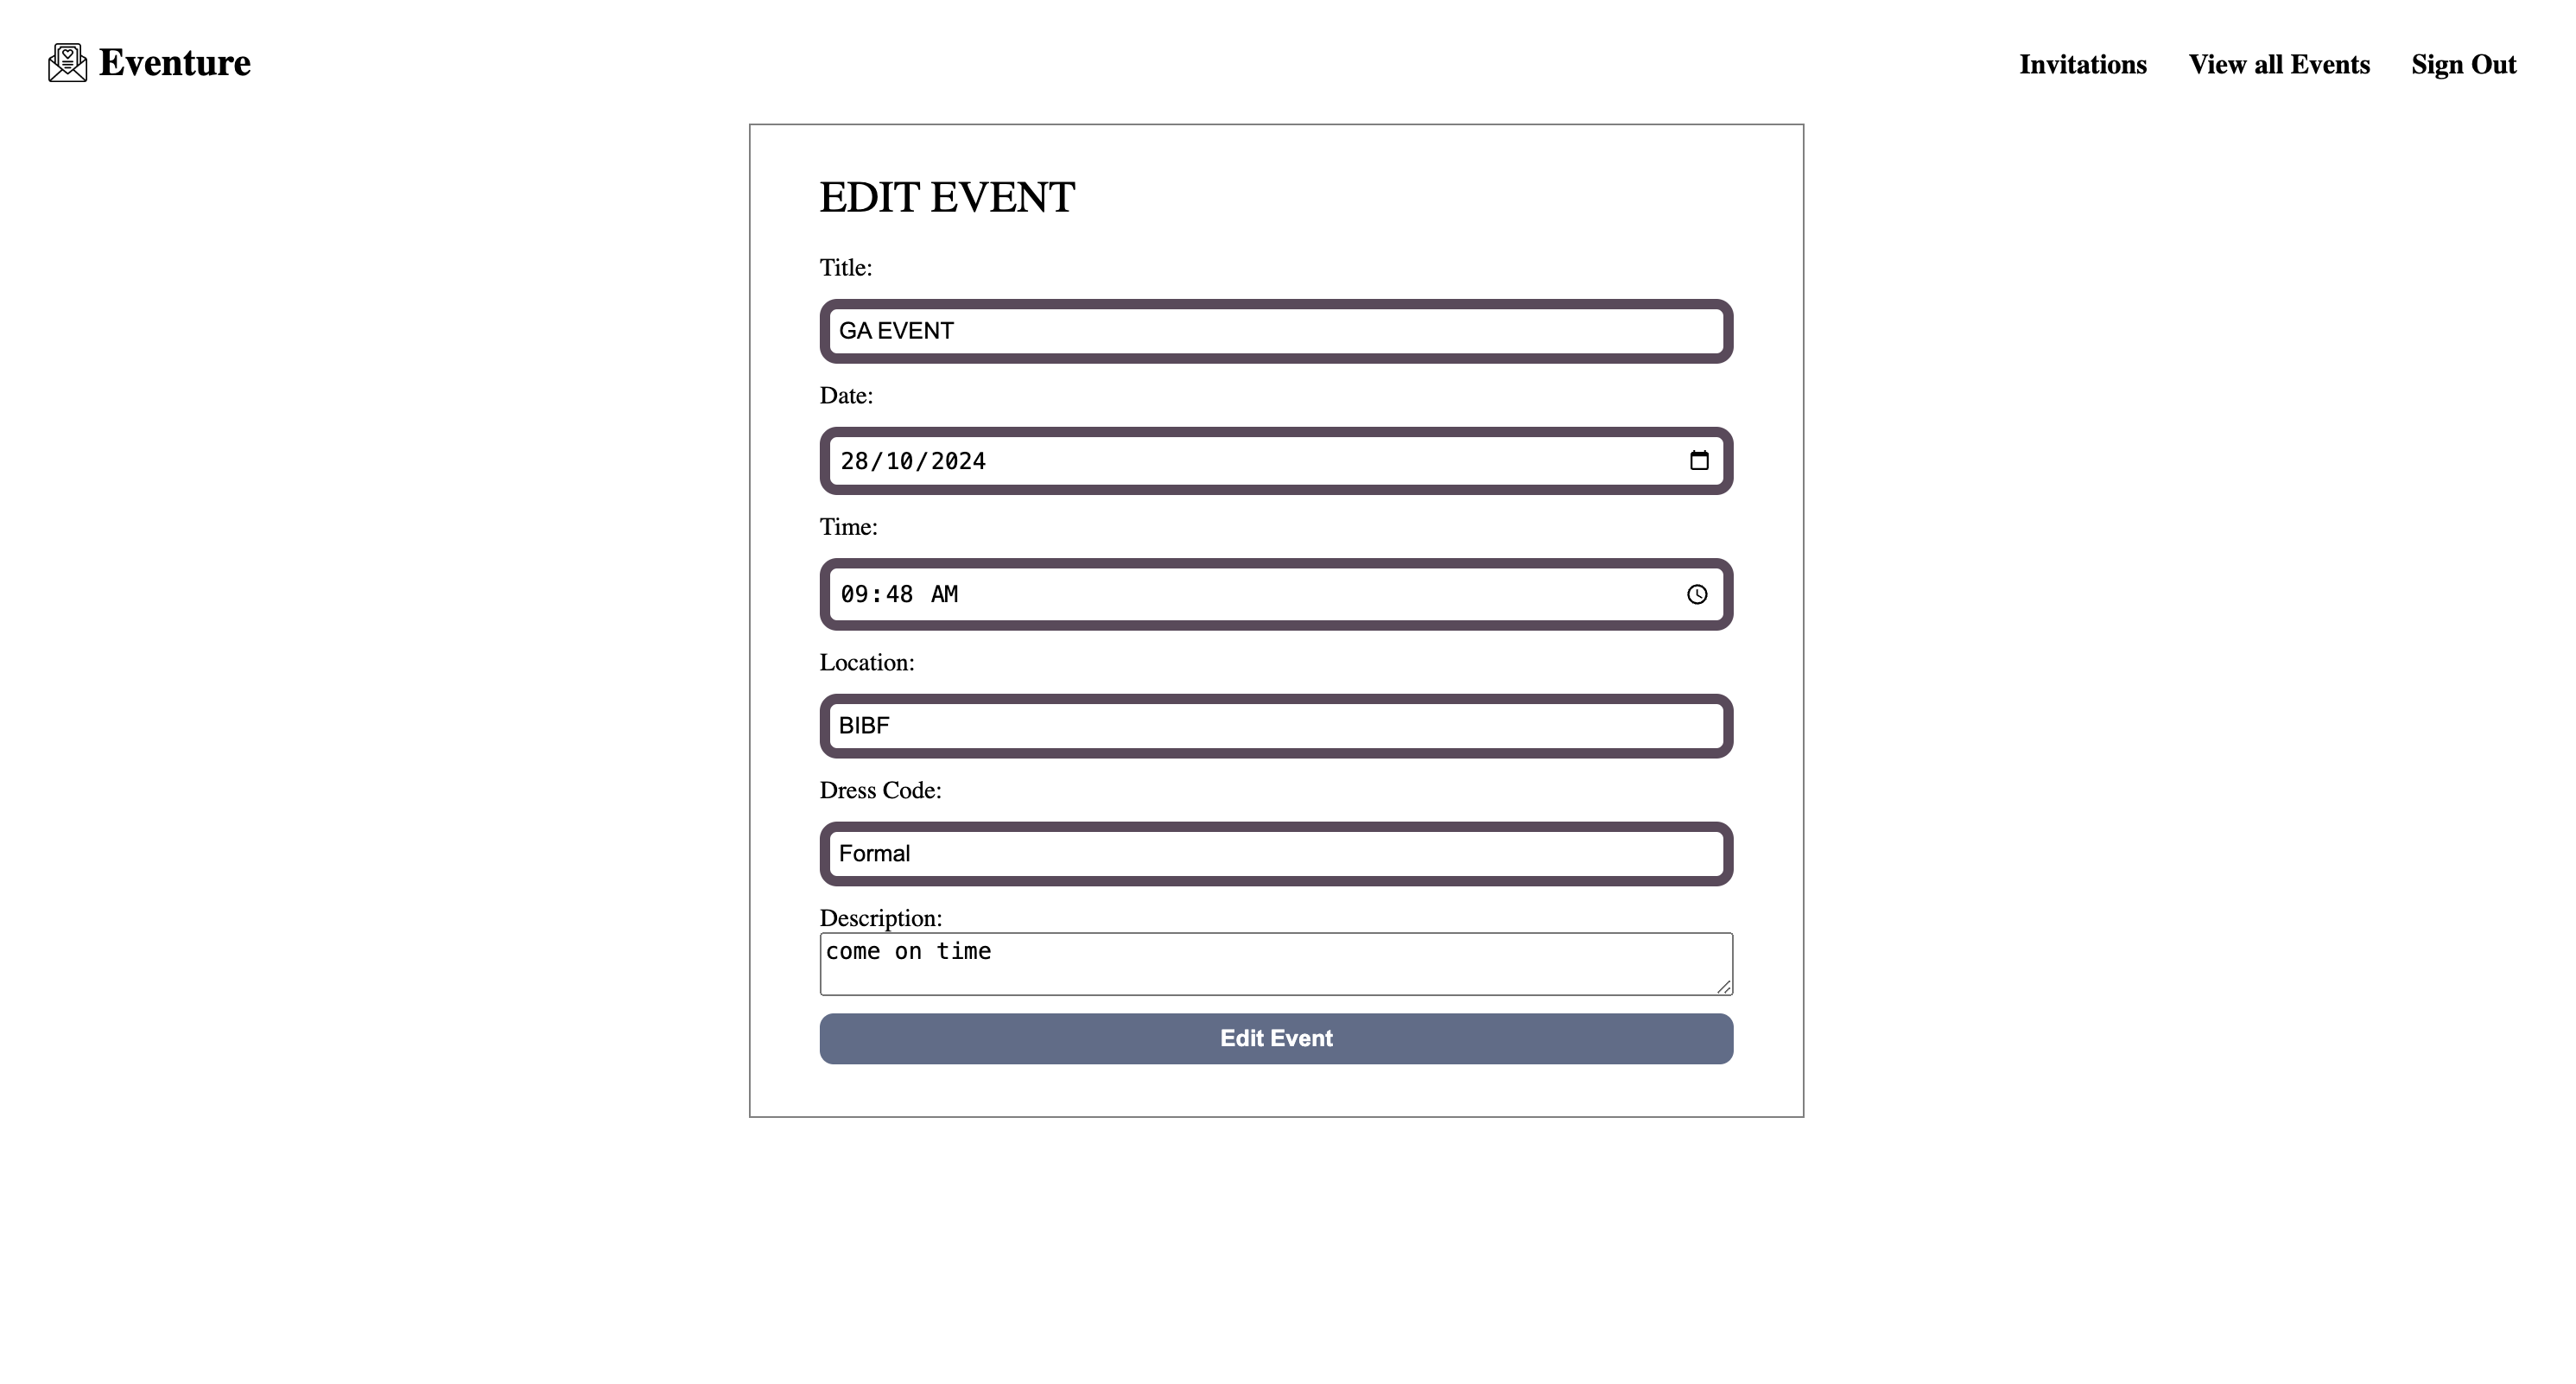 Eventure
Invitations
View all Events
Sign Out
EDIT EVENT
Title:
GA EVENT
Date:
28/10/2024
Time:
09:48 AM
Location:
BIBF
Dress Code:
Formal
Description:
come on time
Edit Event